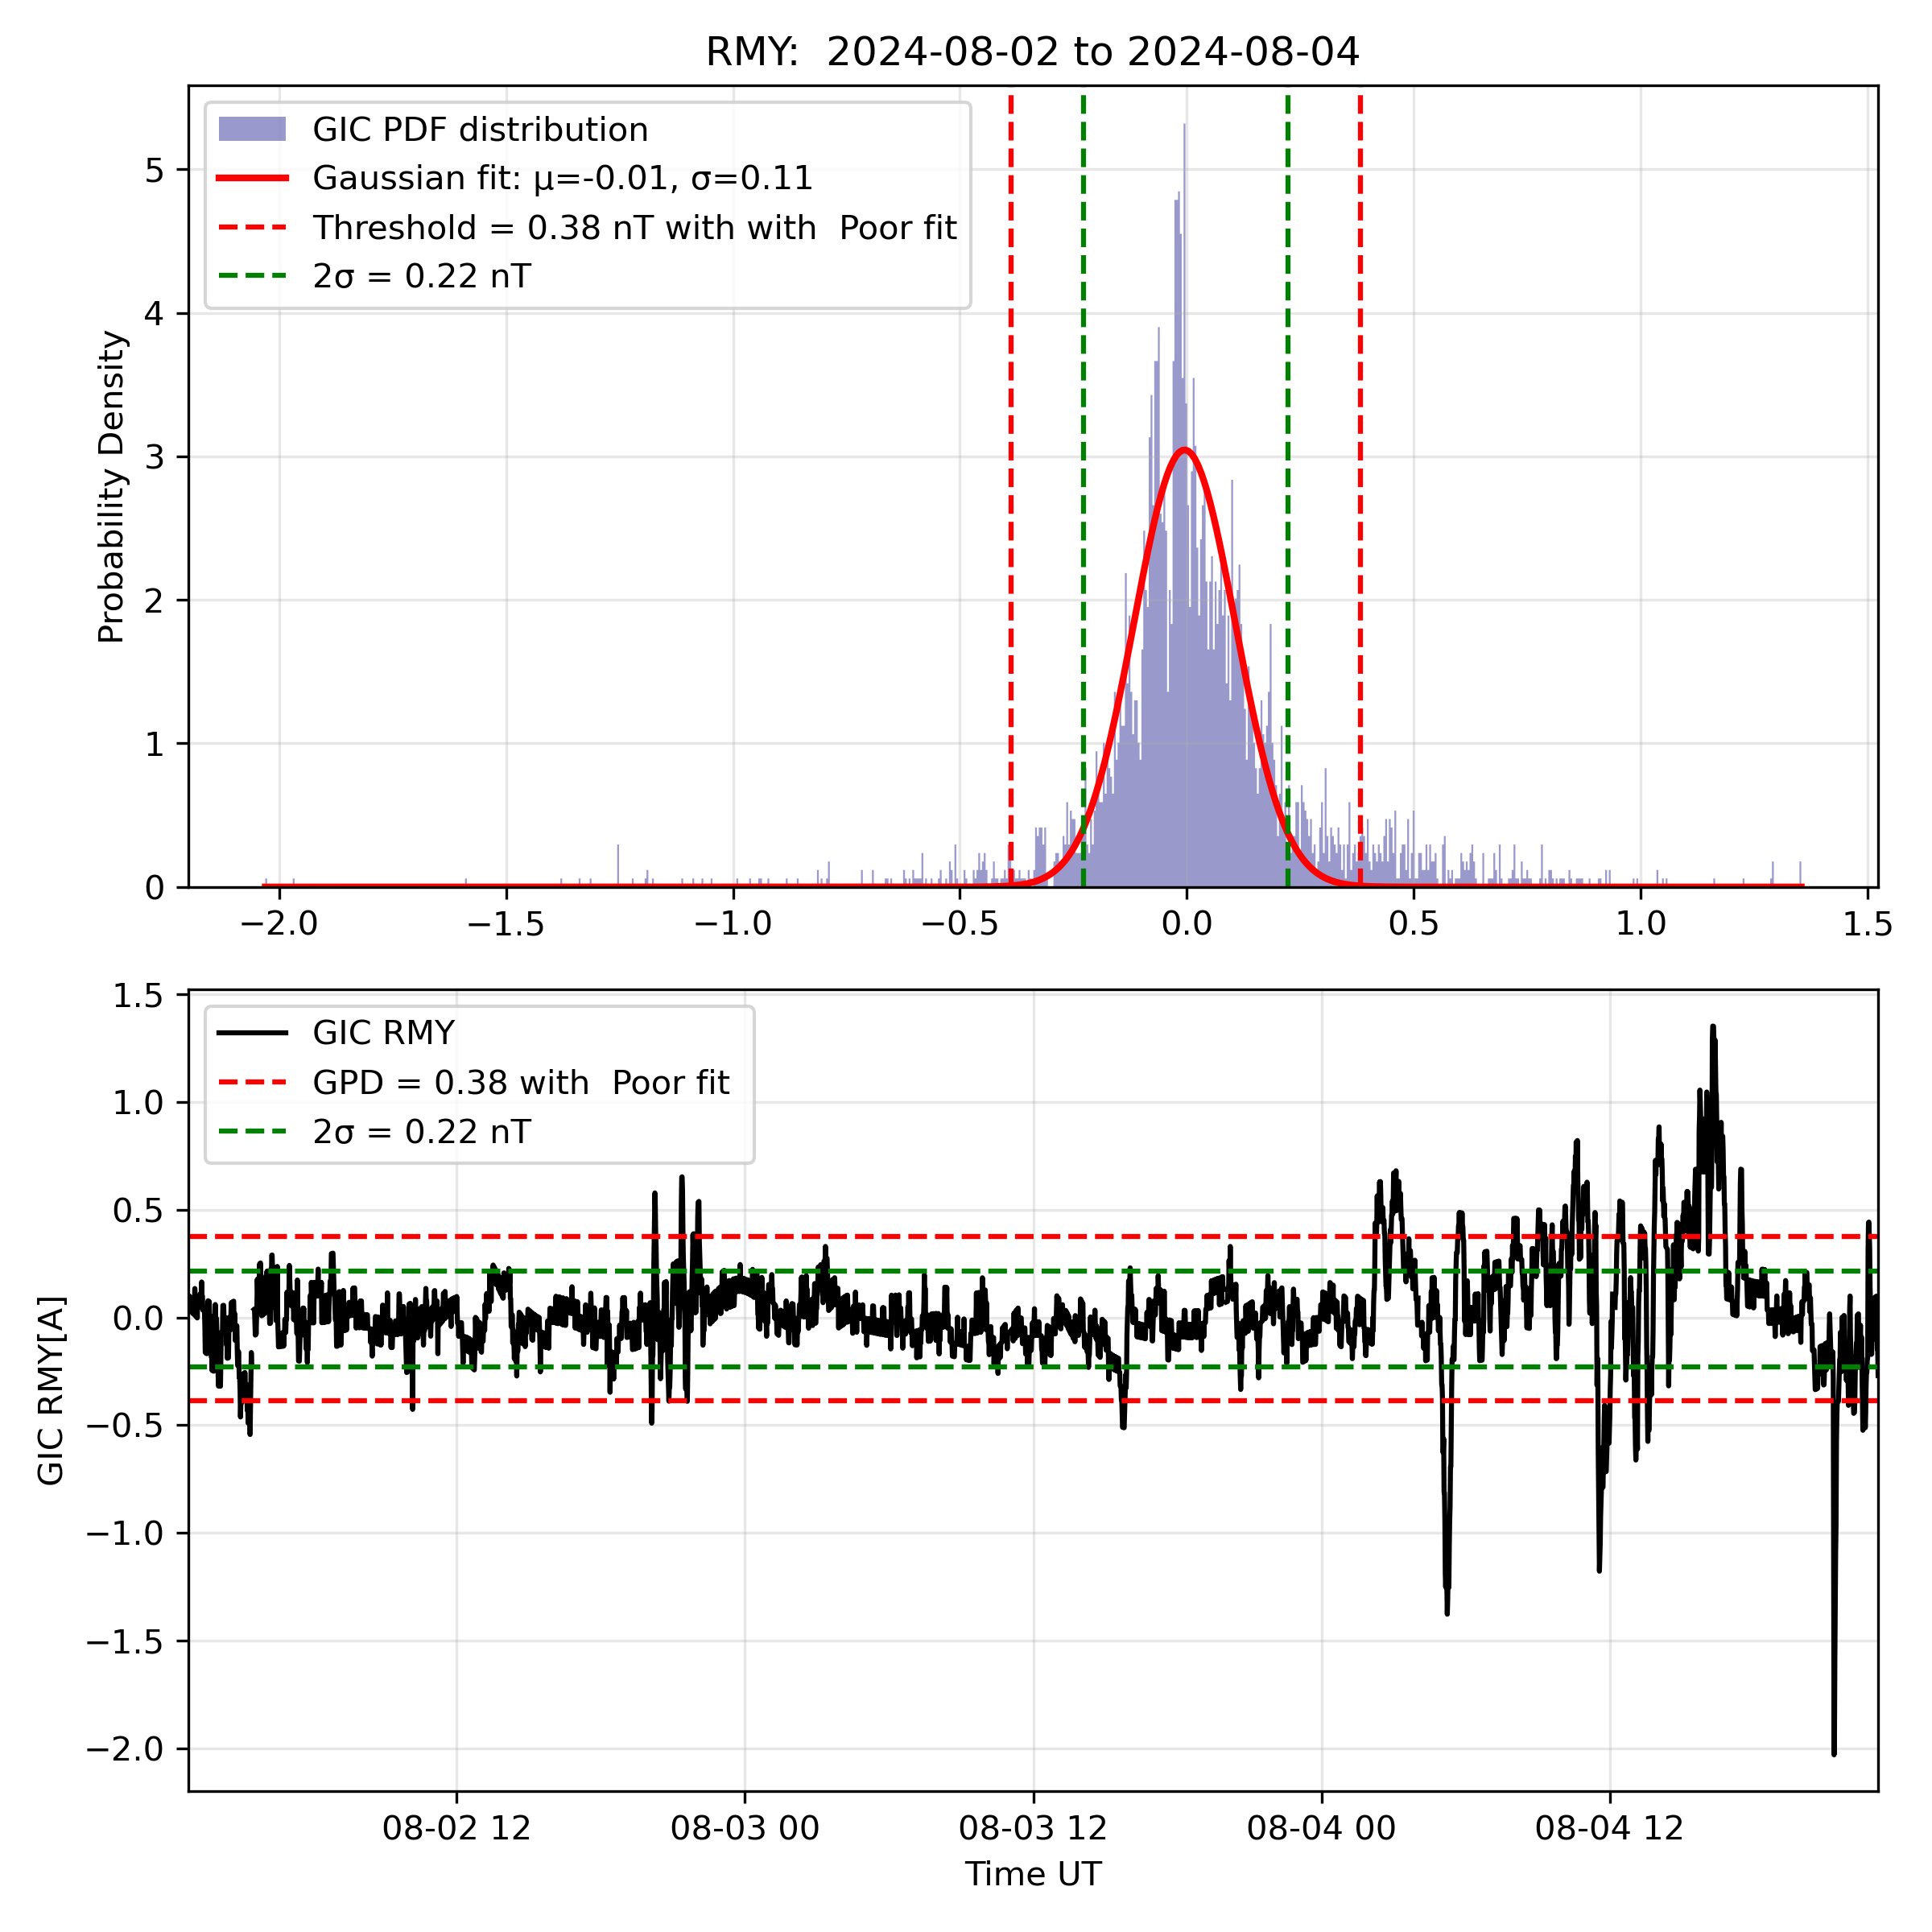 RMY:  2024-08-02 to 2024-08-04
GIC PDF distribution
Gaussian fit: μ=-0.01, σ=0.11
Threshold = 0.38 nT with with  Poor fit
2σ = 0.22 nT
Probability Density
5
4
3
2
1
0
−2.0 −1.5 −1.0 −0.5 0.0 0.5 1.0 1.5
GIC RMY
GPD = 0.38 with  Poor fit
2σ = 0.22 nT
GIC RMY[A]
1.5
1.0
0.5
0.0
−0.5
−1.0
−1.5
−2.0
08-02 12 08-03 00 08-03 12 08-04 00 08-04 12
Time UT